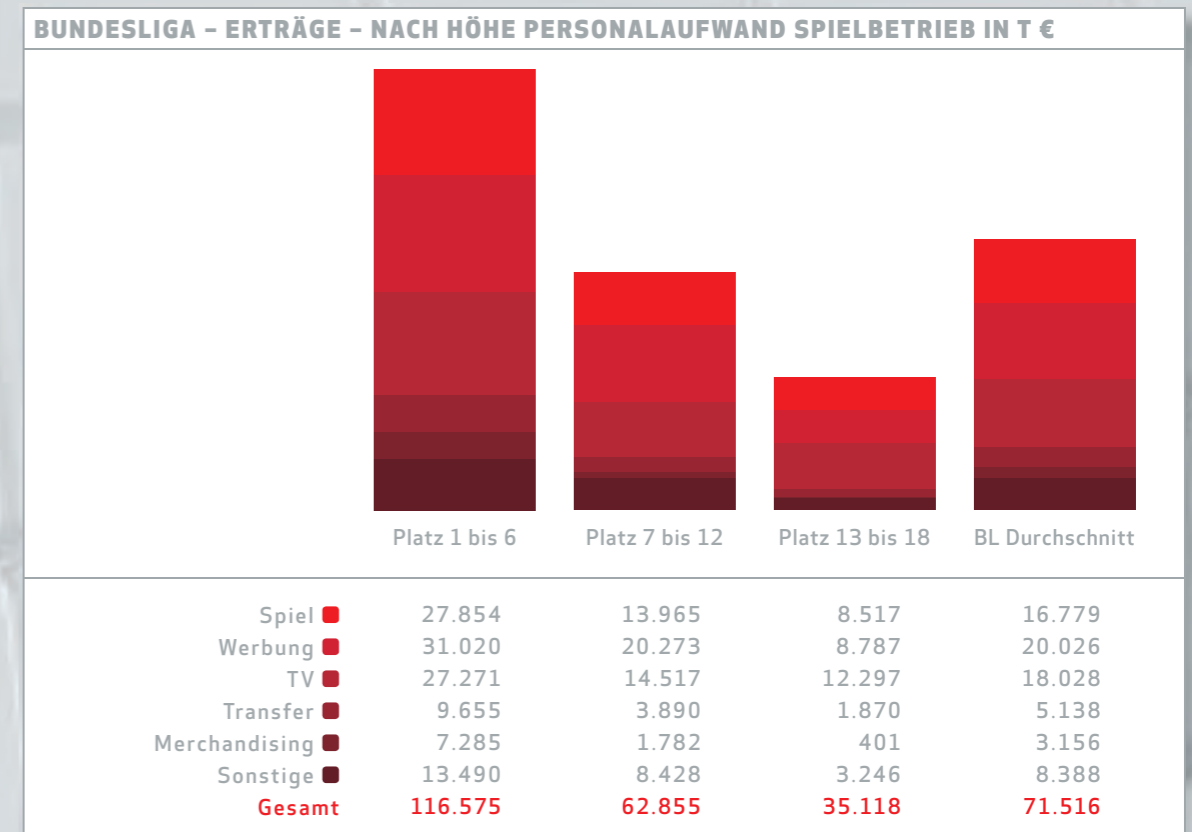 BUNDESLIGA – ERTRÄGE – NACH HÖHE PERSONALAUFWAND SPIELBETRIEB IN T €
Platz 1 bis 6 Platz 7 bis 12 Platz 13 bis 18 BL Durchschnitt
Spiel 27.854 13.965 8.517 16.779
Werbung 31.020 20.273 8.787 20.026
TV 27.271 14.517 12.297 18.028
Transfer 9.655 3.890 1.870 5.138
Merchandising 7.285 1.782 401 3.156
Sonstige 13.490 8.428 3.246 8.388
Gesamt 116.575 62.855 35.118 71.516